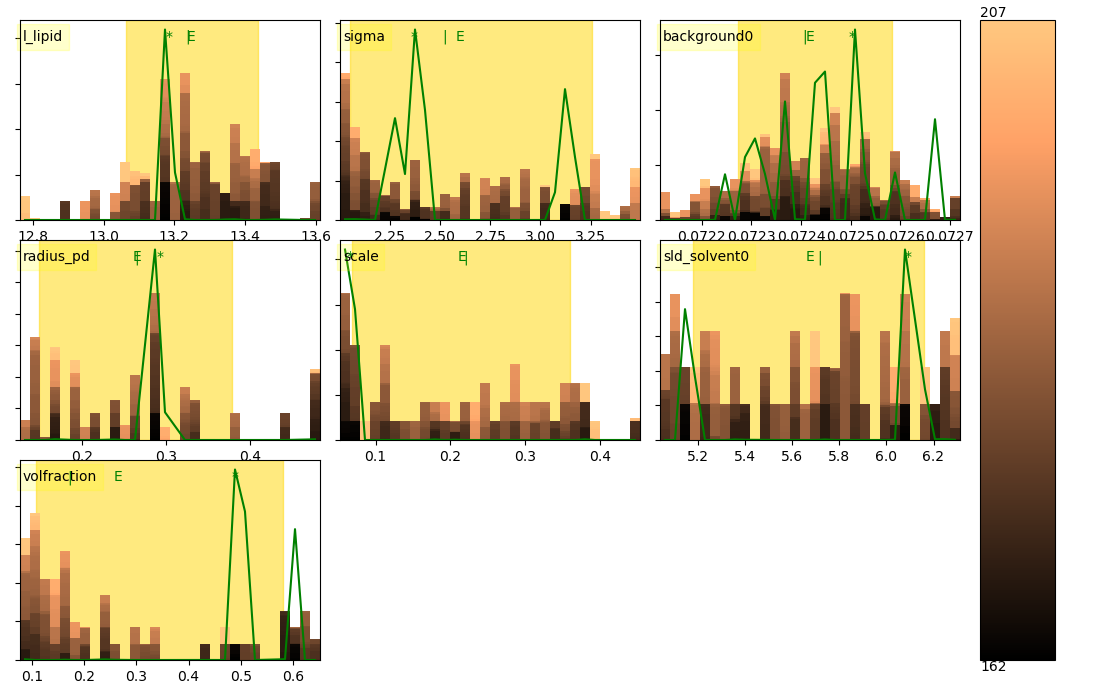 207
l_lipid * | E
sigma * | E
background0 | E *
12.8 13.0 13.2 13.4 13.6
2.25 2.50 2.75 3.00 3.25
0.0722 0.0723 0.0724 0.0725 0.0726 0.0727
radius_pd E | *
scale E |
sld_solvent0 E | *
0.2 0.3 0.4
0.1 0.2 0.3 0.4
5.2 5.4 5.6 5.8 6.0 6.2
volfraction | E *
162
0.1 0.2 0.3 0.4 0.5 0.6